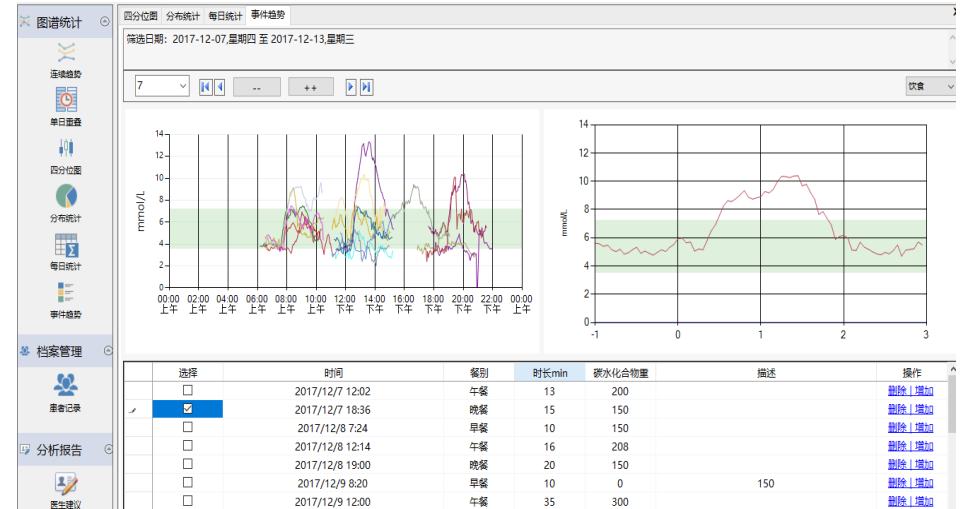 图谱统计
连续趋势
单日重叠
四分位图
分布统计
每日统计
事件趋势
档案管理
患者记录
分析报告
医生建议
四分位图 分布统计 每日统计 事件趋势
筛选日期: 2017-12-07,星期四 至 2017-12-13,星期三
7 -- ++ 饮食
mmol/L
14
12
10
8
6
4
2
0
00:00 02:00 04:00 06:00 08:00 10:00 12:00 14:00 16:00 18:00 20:00 22:00 00:00
上午 上午 上午 上午 上午 上午 下午 下午 下午 下午 下午 下午 上午
mmol/L
14
12
10
8
6
4
2
0
-1 0 1 2 3
选择 时间 餐别 时长min 碳水化合物重 描述 操作
2017/12/7 12:02 午餐 13 200 删除 | 增加
2017/12/7 18:36 晚餐 15 150 删除 | 增加
2017/12/8 7:24 早餐 10 150 删除 | 增加
2017/12/8 12:14 午餐 16 208 删除 | 增加
2017/12/8 19:00 晚餐 20 150 删除 | 增加
2017/12/9 8:20 早餐 10 0 150 删除 | 增加
2017/12/9 12:00 午餐 35 300 删除 | 增加